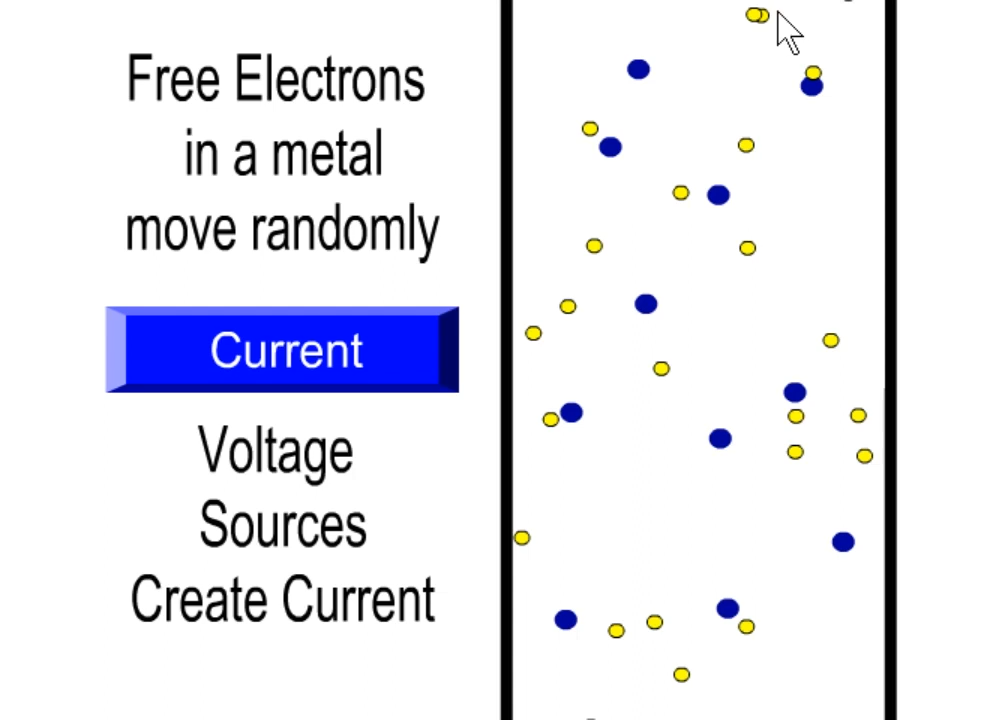 Free Electrons
in a metal
move randomly
Current
Voltage
Sources
Create Current